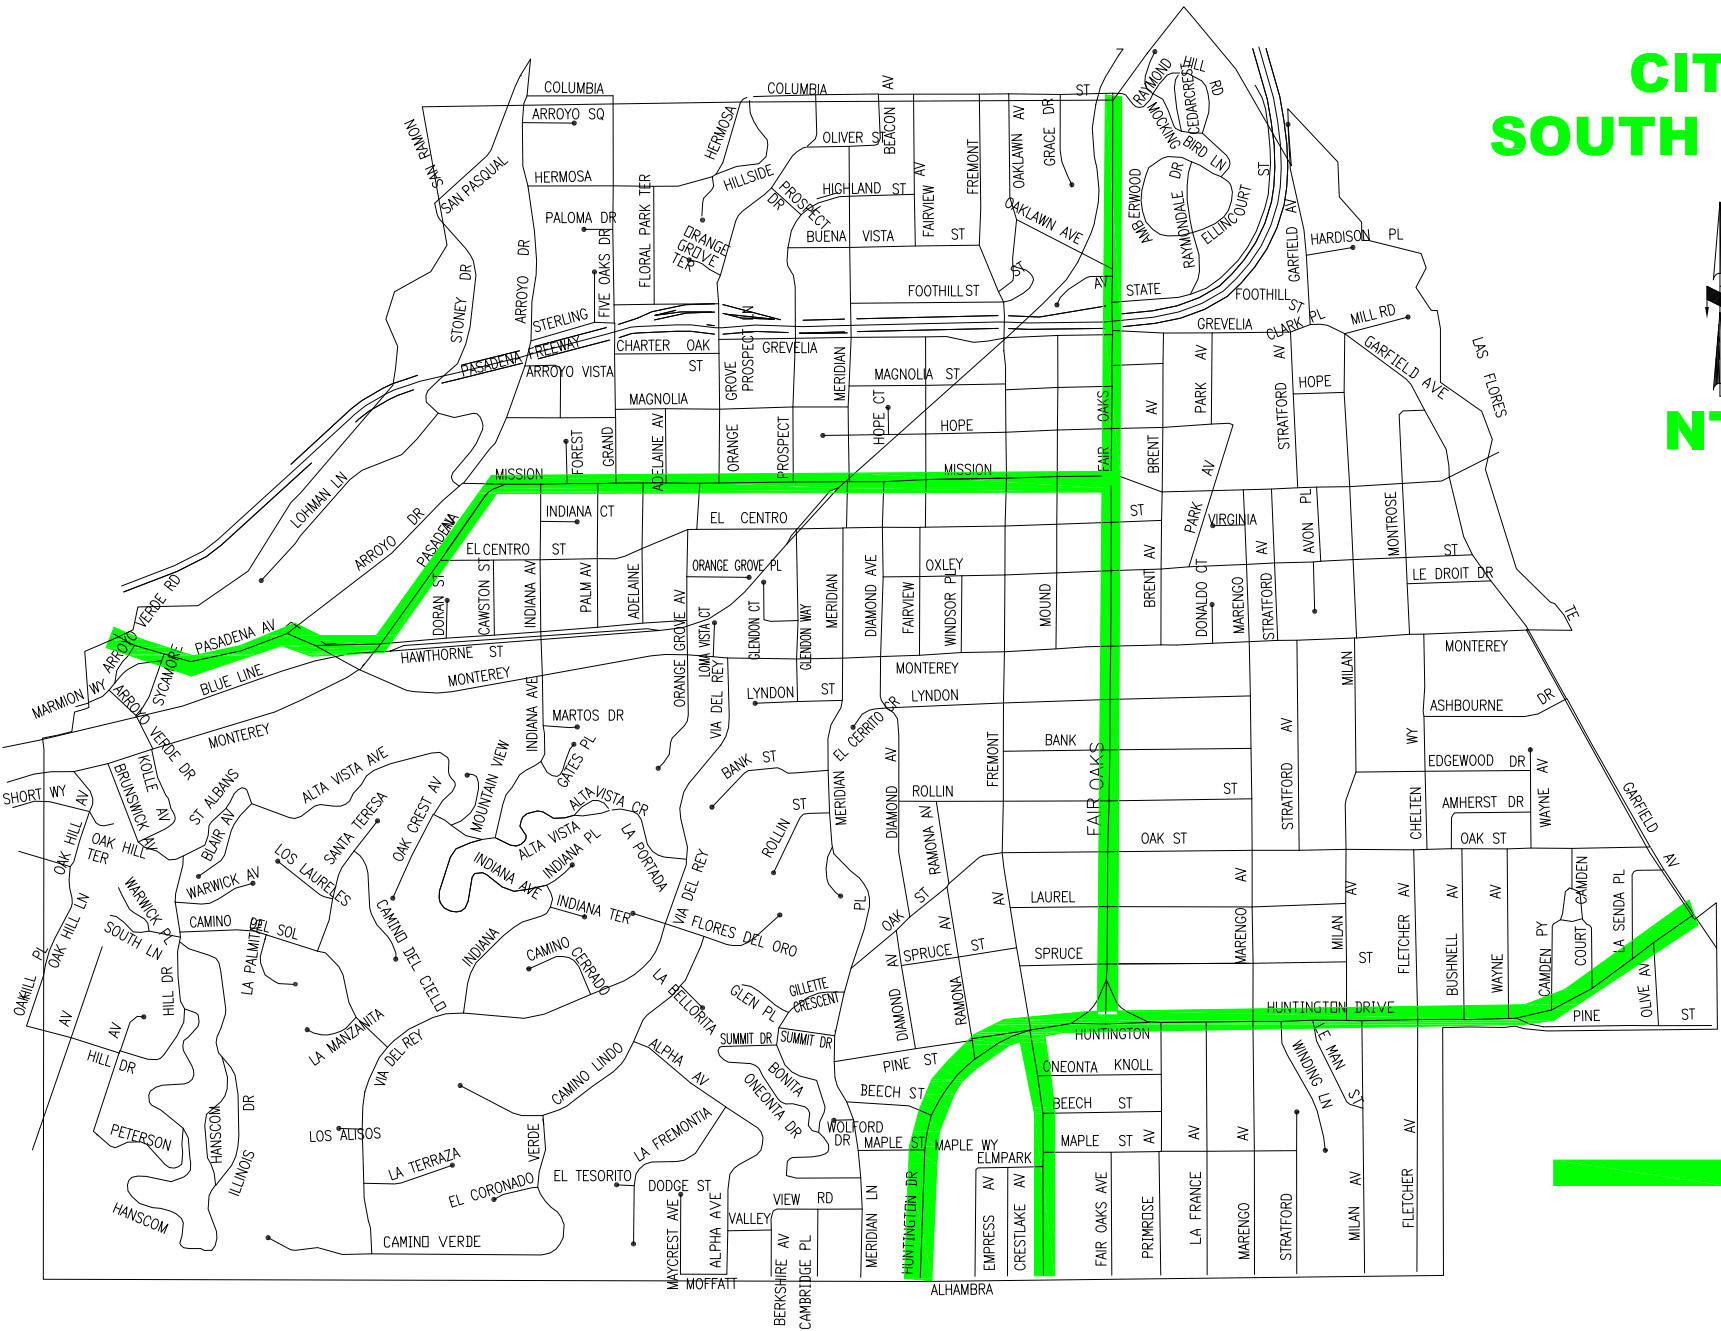 CIT
SOUTH
NT
COLUMBIA
COLUMBIA
AV
ST
ARROYO SQ
SAN RAMON
SAN PASQUAL
HERMOSA
HERMOSA
HILLSIDE
PROSPECT
DR
OLIVER ST
BEACON
HIGHLAND ST
FAIRVIEW
AV
FREMONT
OAKLAWN AV
GRACE DR
OAKLAWN AVE
RAYMOND
HILL
RD
CEDARCREST
MOCKING
BIRD LN
AMBERWOOD
RAYMONDALE DR
ELLINCOURT
ST
GARFIELD AV
HARDISON PL
PALOMA DR
FIVE OAKS DR
FLORAL PARK TER
ORANGE
GROVE
TER
BUENA VISTA ST
STONEY DR
ARROYO DR
STERLING
PASADENA FREEWAY
FOOTHILL ST
ST
AV
STATE
FOOTHILL
ST
GREVELIA
CLARK PL
MILL RD
GARFIELD AVE
LAS FLORES
CHARTER OAK
ST
GREVELIA
ARROYO VISTA
GROVE
PROSPECT LN
MERIDIAN
MAGNOLIA ST
MAGNOLIA
HOPE CT
HOPE
HOPE
PARK AV
STRATFORD AV
FAIR OAKS
BRENT AV
LOHMAN LN
FOREST
GRAND
ADELAINE AV
ORANGE
PROSPECT
MISSION
MISSION
ARROYO DR
PASADENA
AV
INDIANA CT
EL CENTRO
ST
PARK AV
VIRGINIA
AVON PL
MONTROSE
EL CENTRO ST
ORANGE GROVE PL
OXLEY
ST
LE DROIT DR
DORAN ST
CAWSTON ST
INDIANA AV
PALM AV
ADELAINE
ORANGE GROVE AV
LOMA VISTA CT
GLENDON CT
GLENDON WAY
MERIDIAN
DIAMOND AVE
FAIRVIEW
WINDSOR PL
MOUND
BRENT AV
DONALDO CT
MARENGO
STRATFORD
AV
TE
ARROYO VERDE RD
PASADENA AV
SYCAMORE
BLUE LINE
HAWTHORNE ST
MONTEREY
MONTEREY
MONTEREY
MONTEREY
MARMION WY
ARROYO VERDE DR
LYNDON ST
LYNDON
MILAN
ASHBOURNE DR
INDIANA AVE
MARTOS DR
GATES PL
VIA DEL REY
EL CERRITO CR
FREMONT
BANK
BANK ST
FAIR OAKS
STRATFORD AV
CHELTEN WY
EDGEWOOD DR
AMHERST DR
WAYNE AV
GARFIELD AV
SHORT WY
OAK HILL AV
BRUNSWICK AV
KOLLE AV
ST ALBANS
BLAIR AV
ALTA VISTA AVE
SANTA TERESA
OAK CREST AV
MOUNTAIN VIEW
ALTA VISTA CR
ALTA VISTA
INDIANA PL
LA PORTADA
ROLLIN ST
MERIDIAN
DIAMOND AV
ROLLIN
ST
RAMONA AV
OAK ST
OAK ST
OAK HILL
TER
WARWICK AV
WARWICK PL
LOS LAURELES
INDIANA AVE
INDIANA TER
VIA DEL REY
FLORES DEL ORO
PL
OAK ST
AV
LAUREL
SPRUCE ST
SPRUCE
ST
MARENGO
AV
MILAN
AV
FLETCHER AV
BUSHNELL AV
WAYNE AV
CAMDEN PY
CAMDEN
COURT
LA SENDA PL
OLIVE AV
PINE
ST
OAK HILL LN
OAKHILL PL
SOUTH LN
CAMINO DEL SOL
LA PALMITA
CAMINO DEL CIELO
INDIANA
CAMINO
CERRADO
LA BELLORITA
GLEN PL
GILLETTE
CRESCENT
DIAMOND AV
RAMONA AV
HUNTINGTON DRIVE
HUNTINGTON
AV
AV
HILL DR
HILL DR
LA MANZANITA
VIA DEL REY
CAMINO LINDO
ALPHA AV
SUMMIT DR
SUMMIT DR
BONITA
ONEONTA DR
PINE ST
BEECH ST
ONEONTA KNOLL
BEECH ST
WINDING LN
LE MAN ST
PETERSON
HANSCOM
HANSCOM
ILLINOIS DR
LOS ALISOS
LA TERRAZA
EL CORONADO
VERDE
CAMINO VERDE
LA FREMONTIA
EL TESORITO
DODGE ST
WOLFORD
DR
MAPLE ST
MAPLE WY
MAPLE ST
ELMPARK
MAYCREST AVE
ALPHA AVE
VALLEY
VIEW RD
MOFFATT
BERKSHIRE AV
CAMBRIDGE PL
MERIDIAN LN
HUNTINGTON DR
EMPRESS AV
CRESTLAKE AV
FAIR OAKS AVE
PRIMROSE
AV
LA FRANCE
AV
MARENGO
AV
STRATFORD
MILAN AV
FLETCHER
AV
ALHAMBRA